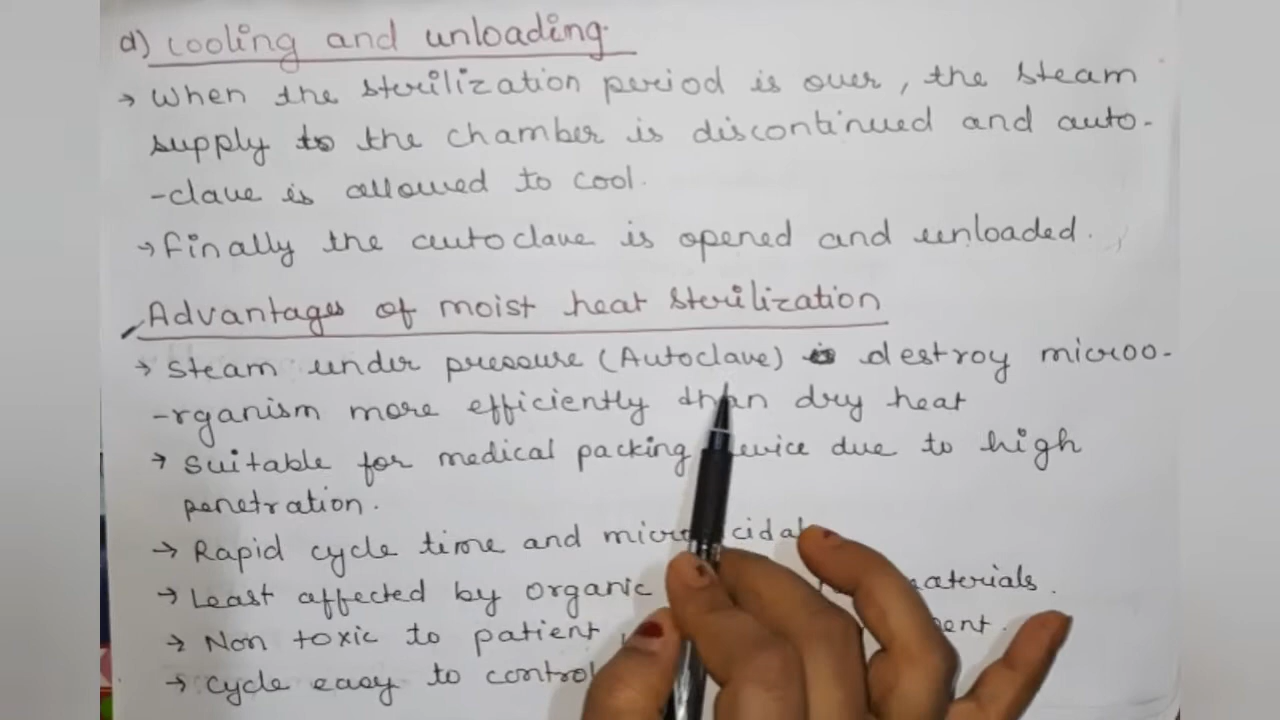 d) cooling and unloading.
→ When the sterilization period is over, the steam
supply to the chamber is discontinued and auto-
-clave is allowed to cool.
→ Finally the autoclave is opened and unloaded.
Advantages of moist heat sterilization
→ Steam under pressure (Autoclave) destroy microo-
-rganism more efficiently than dry heat
→ Suitable for medical packing device due to high
penetration.
→ Rapid cycle time and
→ Least affected by organic
→ Non toxic to patient,
→ Cycle easy to control